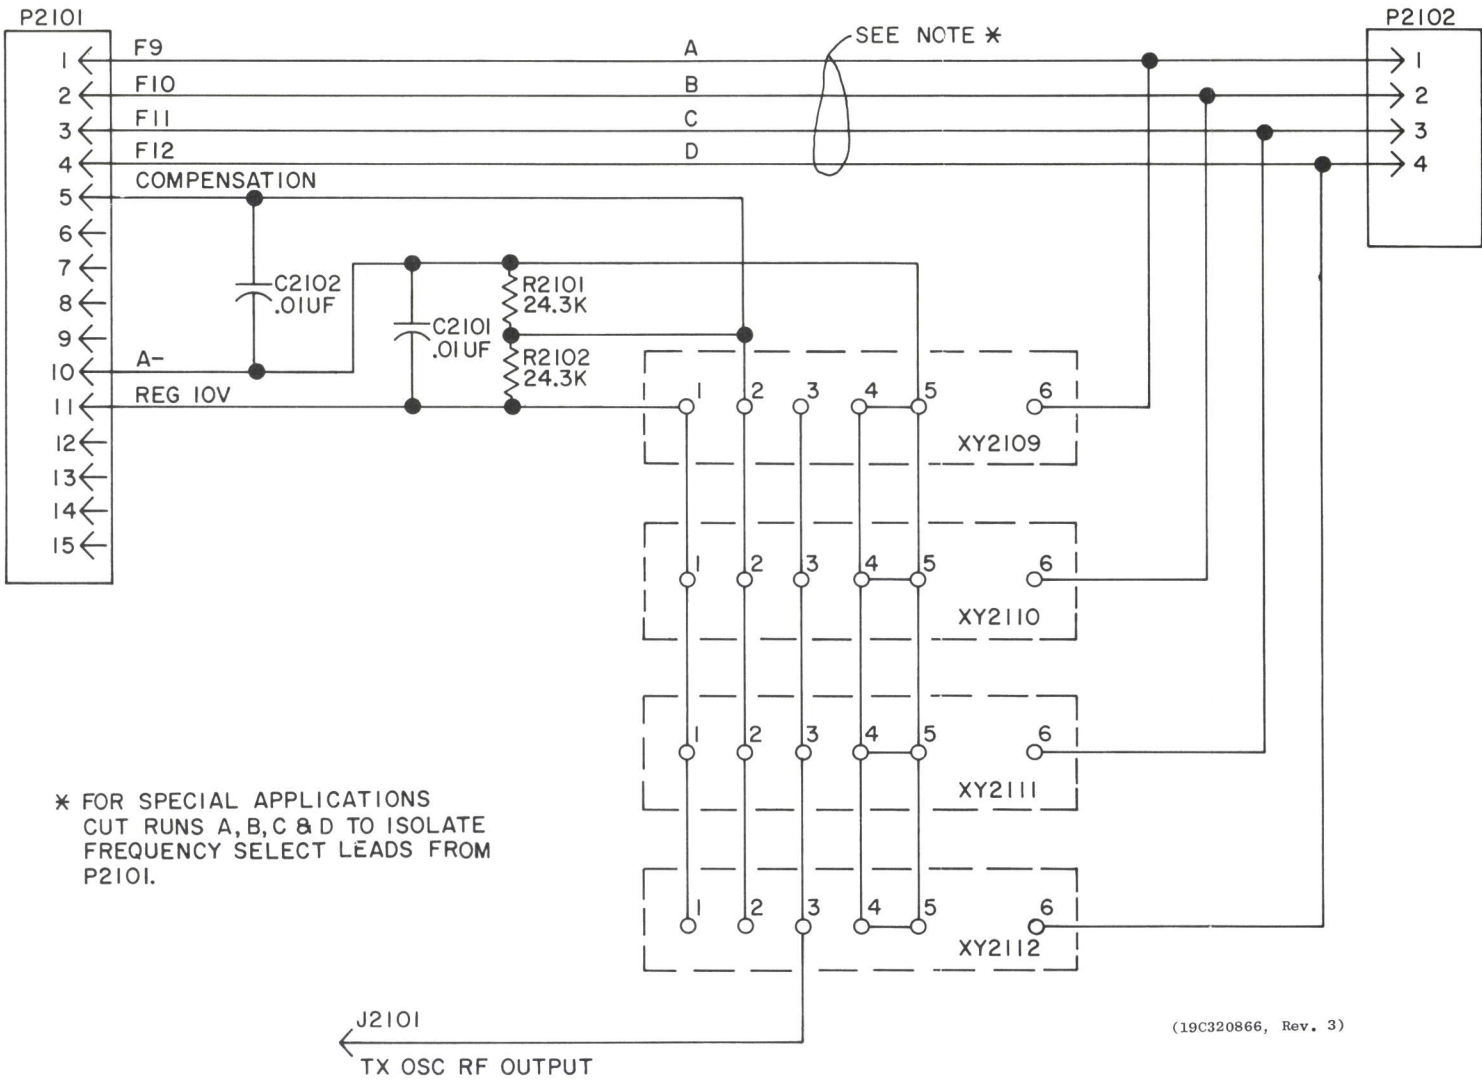 P2101
P2102
1
F9
A
SEE NOTE *
1
2
F10
B
2
3
F11
C
3
4
F12
D
4
COMPENSATION
5
6
7
8
9
10
A-
11
REG 10V
12
13
14
15
C2102
.01UF
C2101
.01UF
R2101
24.3K
R2102
24.3K
1 2 3 4 5 6
XY2109
1 2 3 4 5 6
XY2110
1 2 3 4 5 6
XY2111
1 2 3 4 5 6
XY2112
* FOR SPECIAL APPLICATIONS
CUT RUNS A, B, C & D TO ISOLATE
FREQUENCY SELECT LEADS FROM
P2101.
J2101
TX OSC RF OUTPUT
(19C320866, Rev. 3)